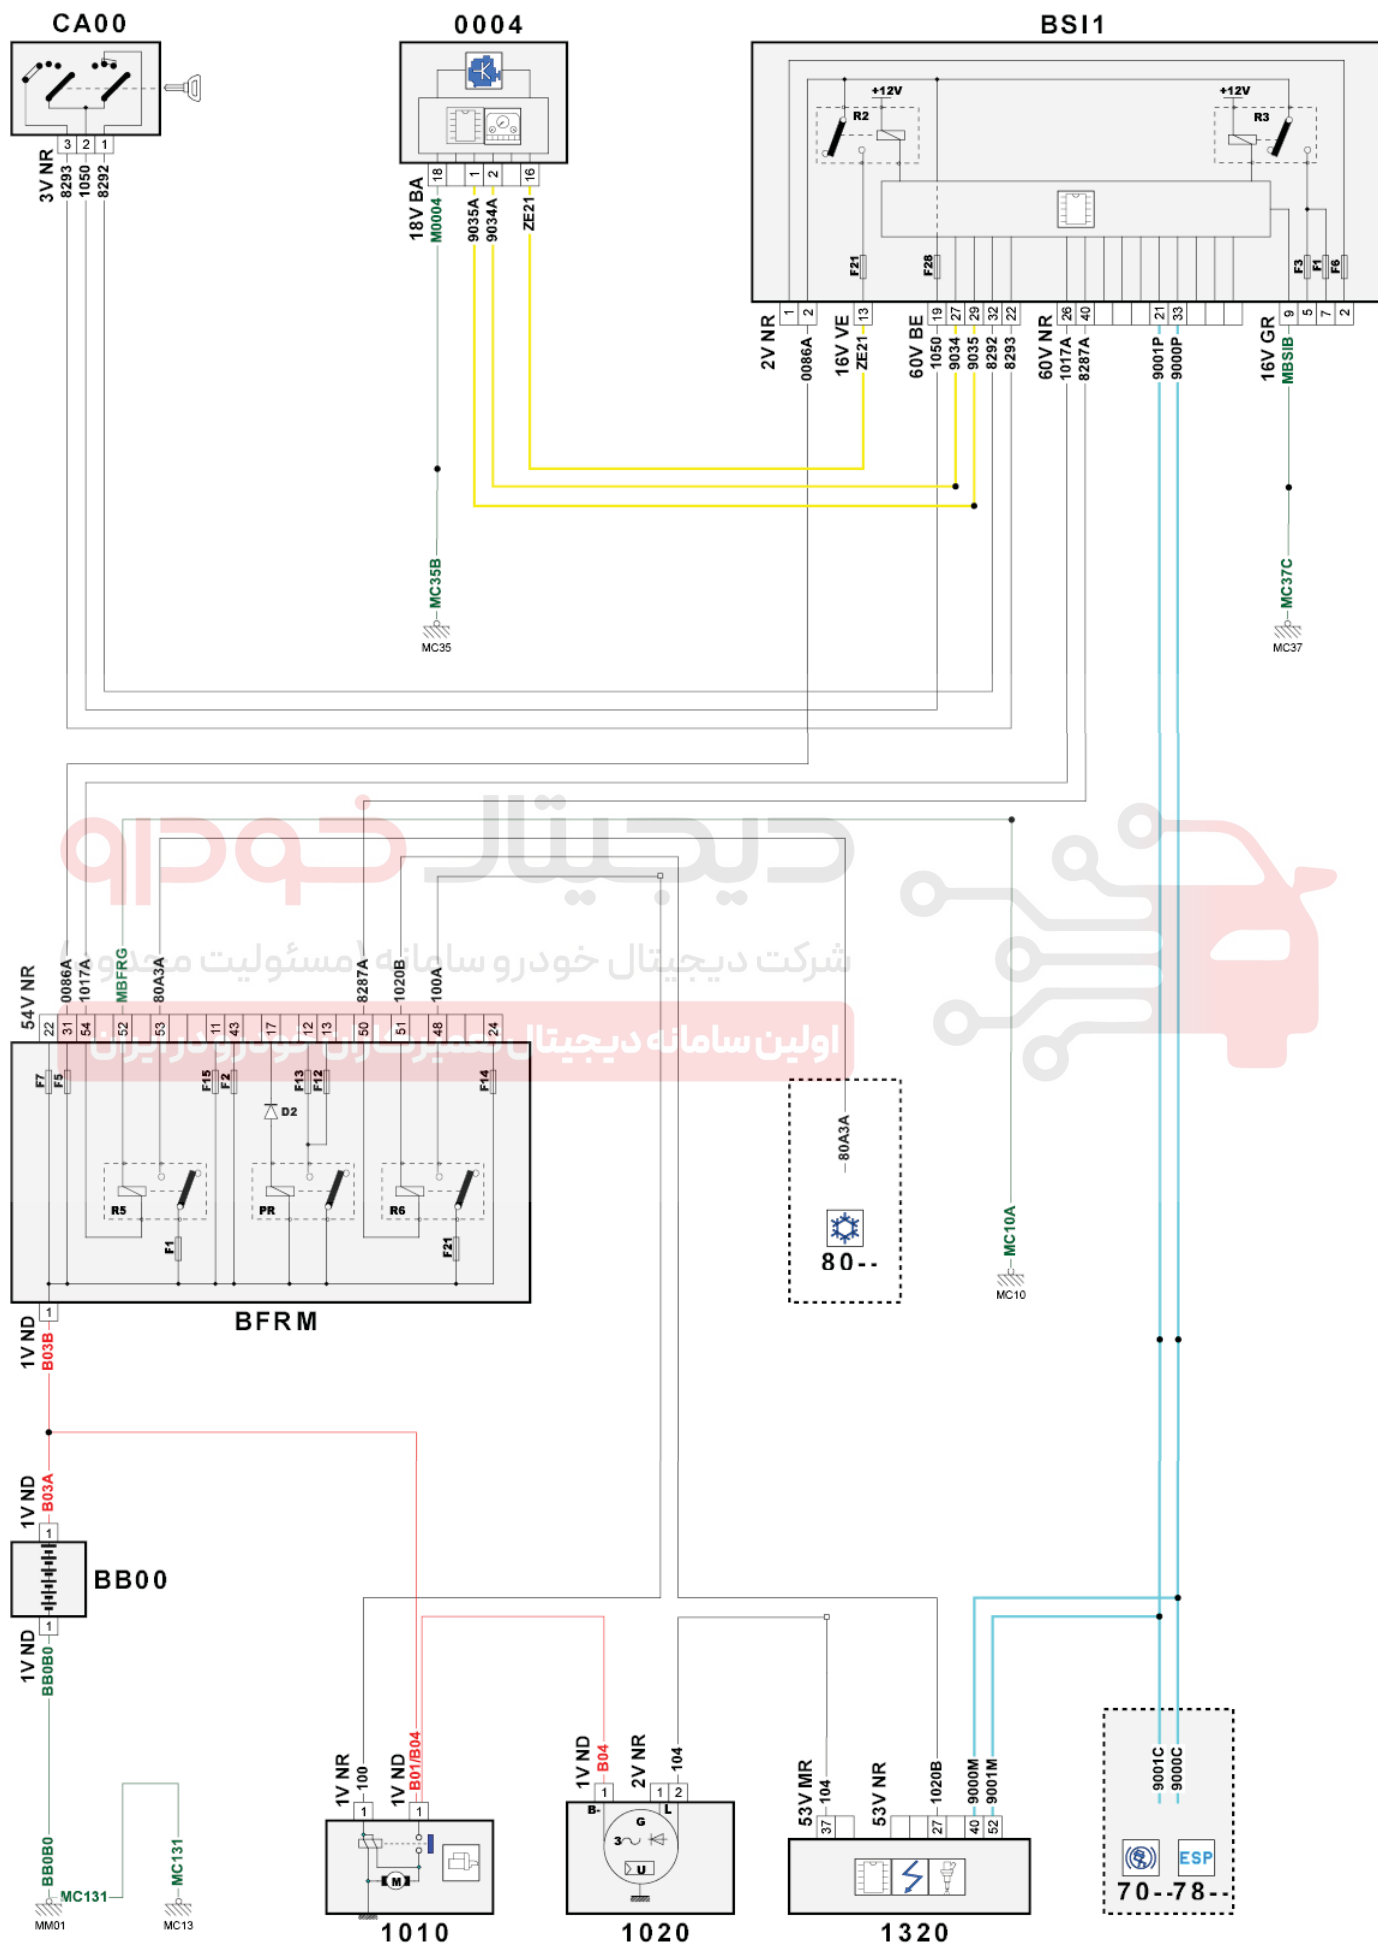 CA00
0004
BSI1
+12V
R2
+12V
R3
F21
F28
F3
F1
F6
3V NR
3
2
1
8293
1050
8292
18V BA
18
1
2
16
M0004
9035A
9034A
ZE21
2V NR
1
2
0086A
16V VE
13
ZE21
60V BE
19
27
29
32
22
1050
9034
9035
8292
8293
60V NR
26
40
21
33
1017A
8287A
9001P
9000P
16V GR
9
5
7
2
MBSIB
MC35B
MC35
MC37C
MC37
دیجیتال خودرو
شرکت دیجیتال خودرو سامانه (مسئولیت محدود)
اولین سامانه دیجیتال تعمیرکاران خودرو در ایران
54V NR
0086A
1017A
MBFRG
80A3A
8287A
1020B
100A
22
31
54
52
53
11
43
17
12
13
50
51
48
24
F7
F5
F15
F2
F13
F12
F14
D2
R5
PR
R6
F1
F21
BFRM
80A3A
80--
MC10A
MC10
1V ND
1
B03B
1V ND
B03A
1
BB00
1
1V ND
BB0B0
BB0B0
MC131
MC131
MM01
MC13
1V NR
100
1
1V ND
B01/B04
1
M
1010
1V ND
B04
1
2V NR
104
1
2
B-
L
G
3
U
1020
53V MR
104
37
53V NR
1020B
9000M
9001M
27
40
52
1320
9001C
9000C
ESP
70--78--